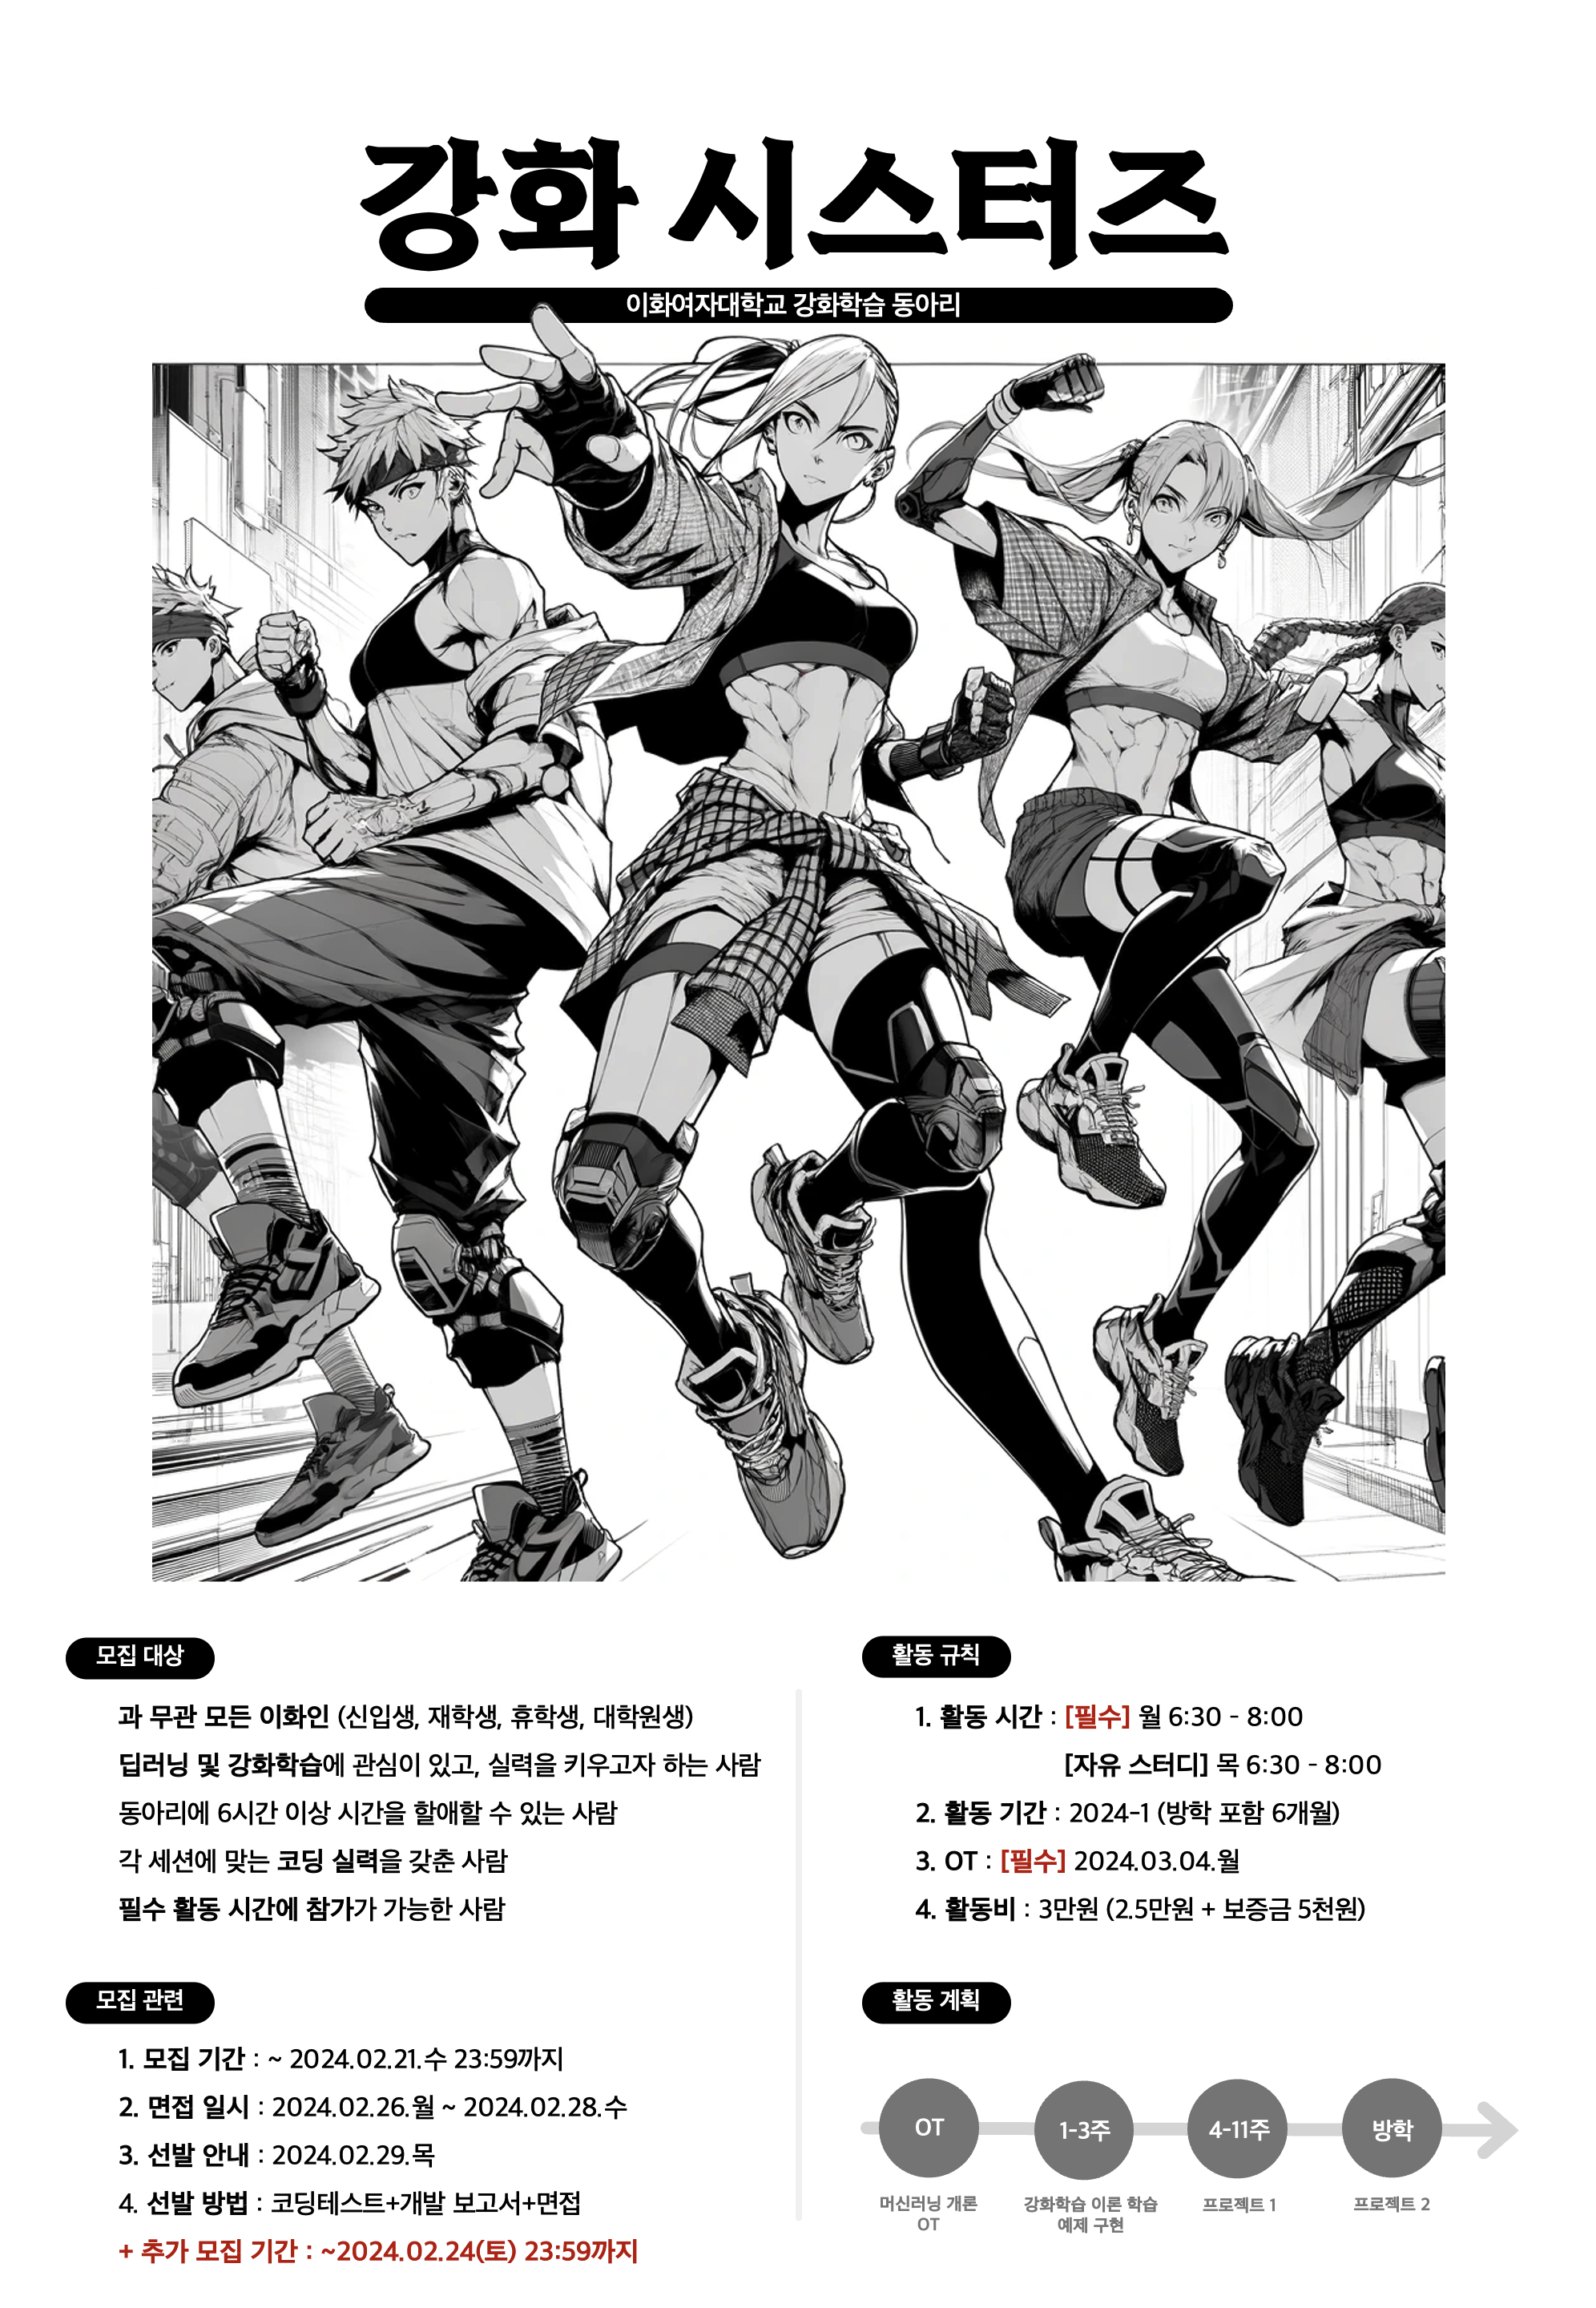 강화 시스터즈
이화여자대학교 강화학습 동아리
모집 대상
과 무관 모든 이화인 (신입생, 재학생, 휴학생, 대학원생)
딥러닝 및 강화학습에 관심이 있고, 실력을 키우고자 하는 사람
동아리에 6시간 이상 시간을 할애할 수 있는 사람
각 세션에 맞는 코딩 실력을 갖춘 사람
필수 활동 시간에 참가가 가능한 사람
모집 관련
1. 모집 기간 : ~ 2024.02.21.수 23:59까지
2. 면접 일시 : 2024.02.26.월 ~ 2024.02.28.수
3. 선발 안내 : 2024.02.29.목
4. 선발 방법 : 코딩테스트+개발 보고서+면접
+ 추가 모집 기간 : ~2024.02.24(토) 23:59까지
활동 규칙
1. 활동 시간 : [필수] 월 6:30 - 8:00
[자유 스터디] 목 6:30 - 8:00
2. 활동 기간 : 2024-1 (방학 포함 6개월)
3. OT : [필수] 2024.03.04.월
4. 활동비 : 3만원 (2.5만원 + 보증금 5천원)
활동 계획
OT
1-3주
4-11주
방학
머신러닝 개론
OT
강화학습 이론 학습
예제 구현
프로젝트 1
프로젝트 2